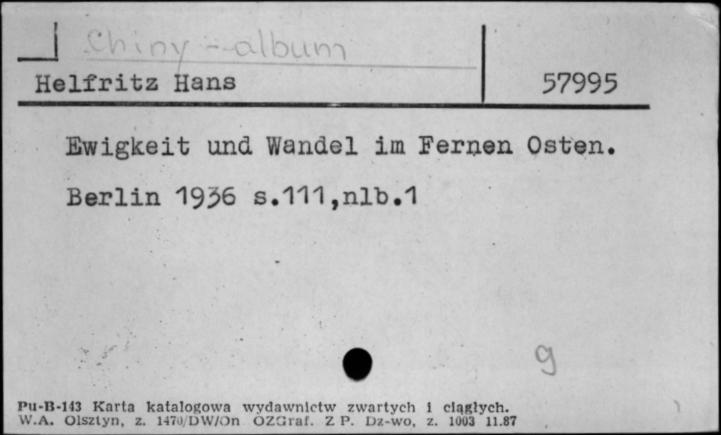 Chiny - album
Helfritz Hans 57995
Ewigkeit und Wandel im Fernen Osten.
Berlin 1936 s.111,nlb.1
g
Pu-B-143 Karta katalogowa wydawnictw zwartych i ciągłych.
W.A. Olsztyn, z. 1470/DW/On OZGraf. Z P. Dz-wo, z. 1003 11.87